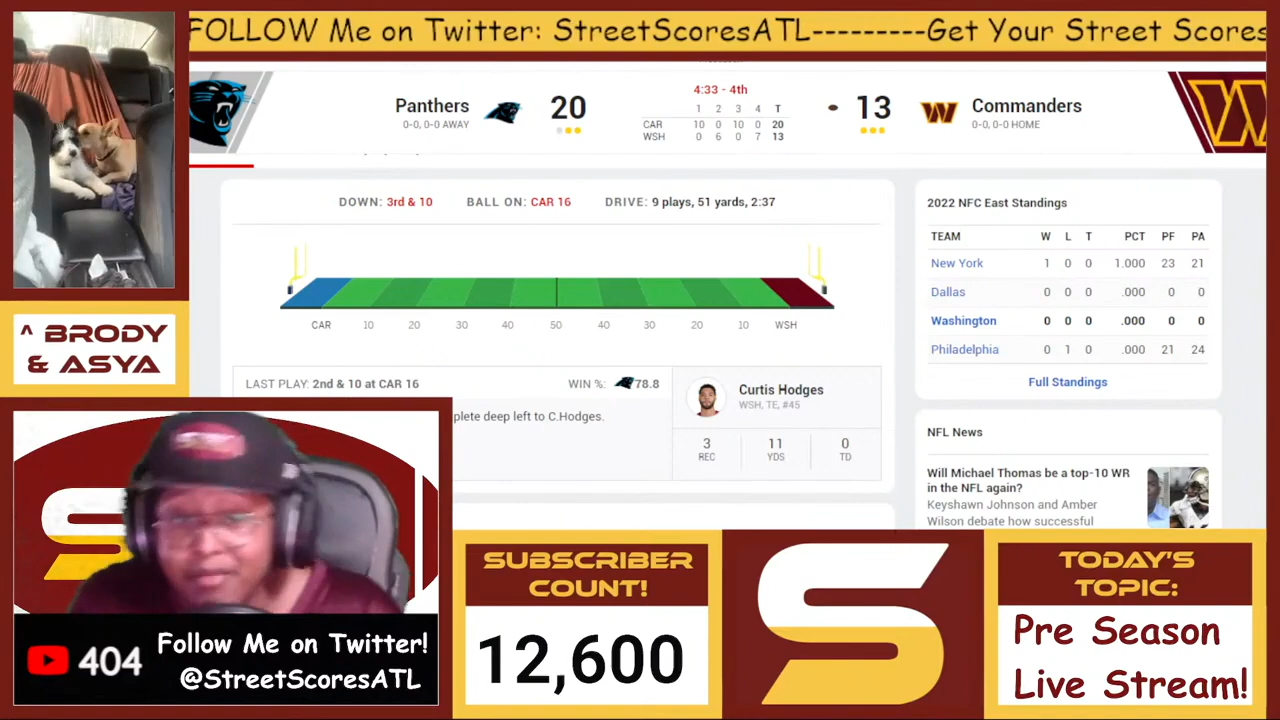 FOLLOW Me on Twitter: StreetScoresATL---------Get Your Street Scores
Panthers
0-0, 0-0 AWAY
20
4:33 - 4th
1 2 3 4 T
CAR 10 0 10 0 20
WSH 0 6 0 7 13
13
Commanders
0-0, 0-0 HOME
DOWN: 3rd & 10 BALL ON: CAR 16 DRIVE: 9 plays, 51 yards, 2:37
CAR 10 20 30 40 50 40 30 20 10 WSH
LAST PLAY: 2nd & 10 at CAR 16 WIN %: 78.8
plete deep left to C.Hodges.
Curtis Hodges
WSH, TE, #45
3 11 0
REC YDS TD
2022 NFC East Standings
TEAM W L T PCT PF PA
New York 1 0 0 1.000 23 21
Dallas 0 0 0 .000 0 0
Washington 0 0 0 .000 0 0
Philadelphia 0 1 0 .000 21 24
Full Standings
NFL News
Will Michael Thomas be a top-10 WR
in the NFL again?
Keyshawn Johnson and Amber
Wilson debate how successful
^ BRODY
& ASYA
404
Follow Me on Twitter!
@StreetScoresATL
SUBSCRIBER
COUNT!
12,600
S
TODAY'S
TOPIC:
Pre Season
Live Stream!